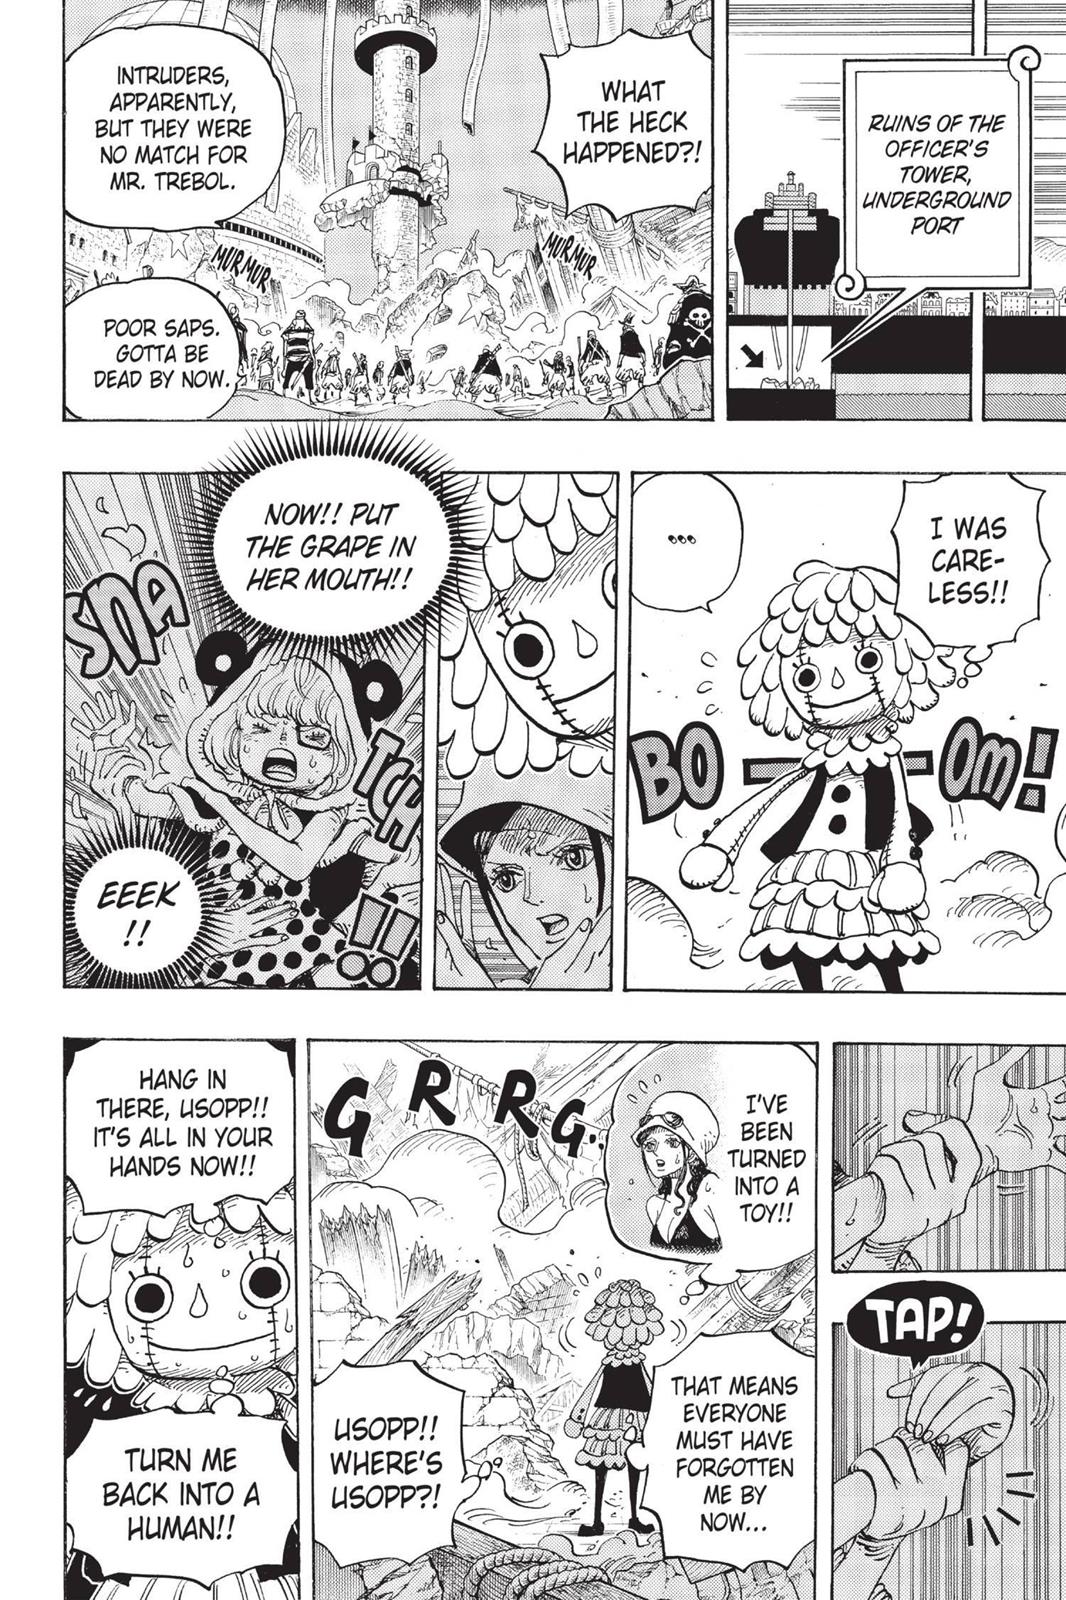 RUINS OF THE
OFFICER'S
TOWER,
UNDERGROUND
PORT
WHAT
THE HECK
HAPPENED?!
INTRUDERS,
APPARENTLY,
BUT THEY WERE
NO MATCH FOR
MR. TREBOL.
MURMUR
MURMUR
POOR SAPS.
GOTTA BE
DEAD BY NOW.
I WAS
CARE-
LESS!!
...
BO — OM!
NOW!! PUT
THE GRAPE IN
HER MOUTH!!
SNA
TCH
!!
EEEK
!!
TAP!
I'VE
BEEN
TURNED
INTO A
TOY!!
GRRG...
THAT MEANS
EVERYONE
MUST HAVE
FORGOTTEN
ME BY
NOW...
USOPP!!
WHERE'S
USOPP?!
HANG IN
THERE, USOPP!!
IT'S ALL IN YOUR
HANDS NOW!!
TURN ME
BACK INTO A
HUMAN!!